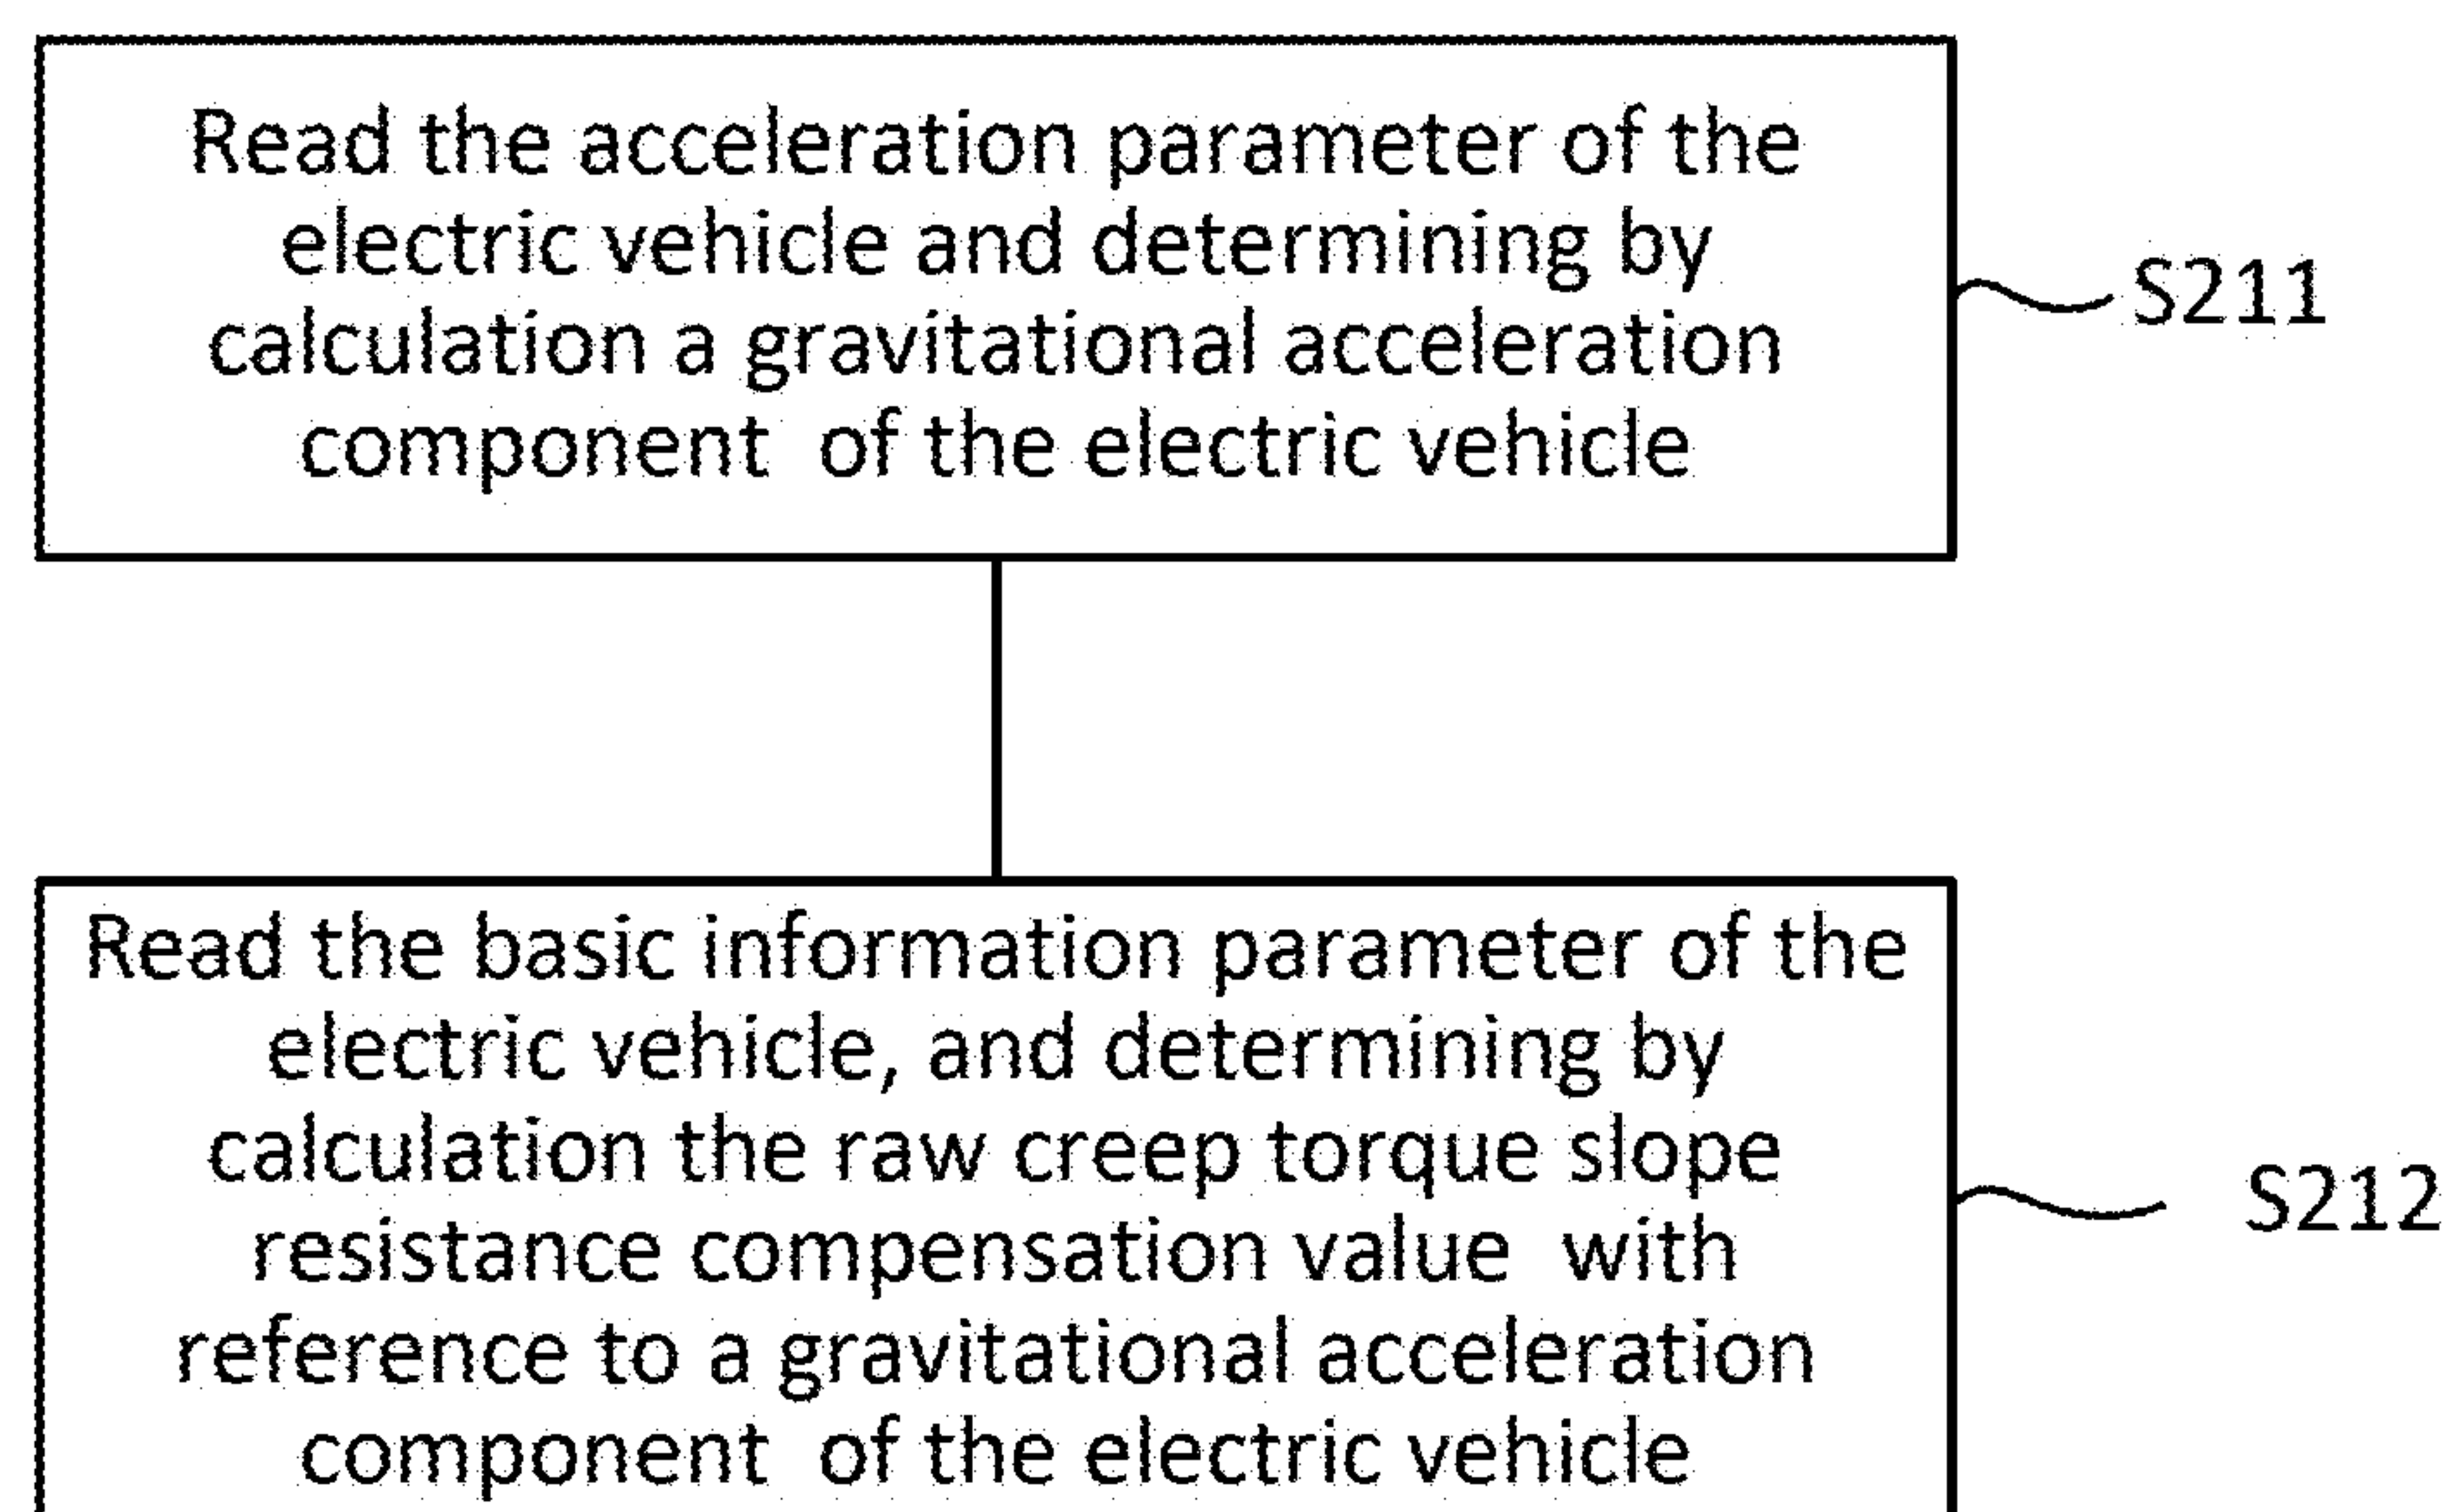 Read the acceleration parameter of the
electric vehicle and determining by
calculation a gravitational acceleration
component of the electric vehicle
S211
Read the basic information parameter of the
electric vehicle, and determining by
calculation the raw creep torque slope
resistance compensation value with
reference to a gravitational acceleration
component of the electric vehicle
S212